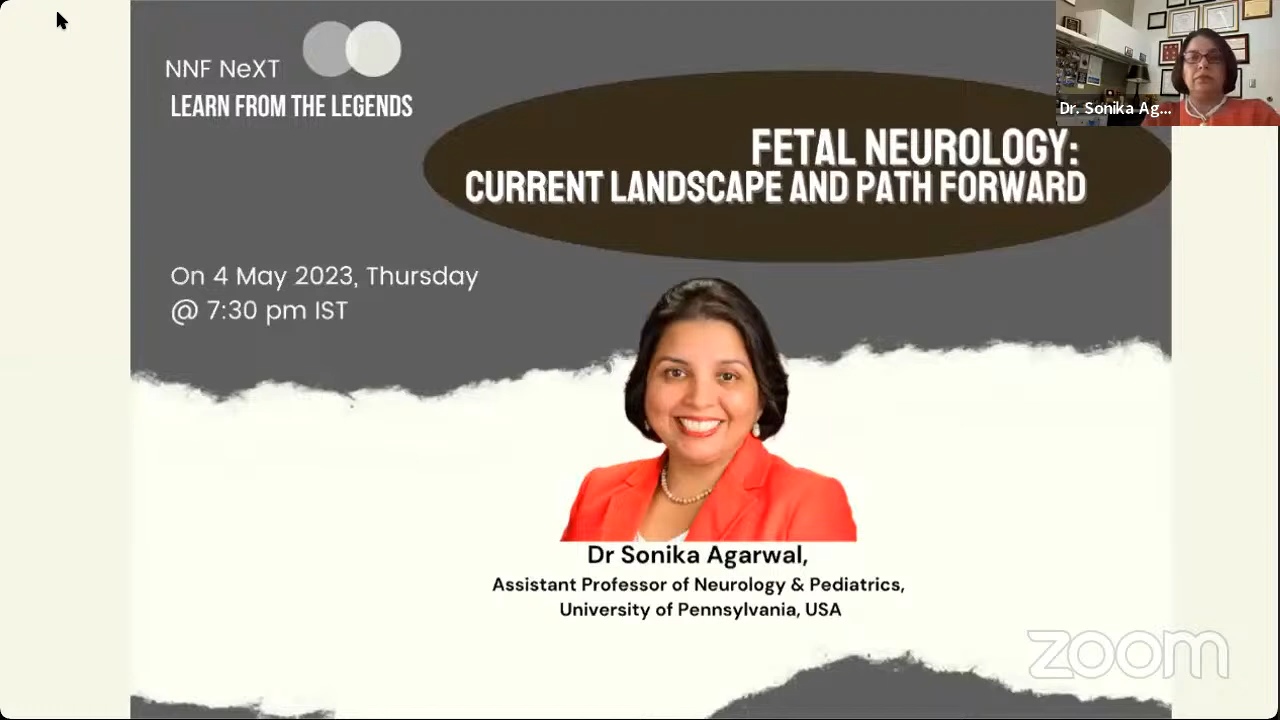 NNF NeXT
LEARN FROM THE LEGENDS
Dr. Sonika Ag...
FETAL NEUROLOGY:
CURRENT LANDSCAPE AND PATH FORWARD
On 4 May 2023, Thursday
@ 7:30 pm IST
Dr Sonika Agarwal,
Assistant Professor of Neurology & Pediatrics,
University of Pennsylvania, USA
zoom